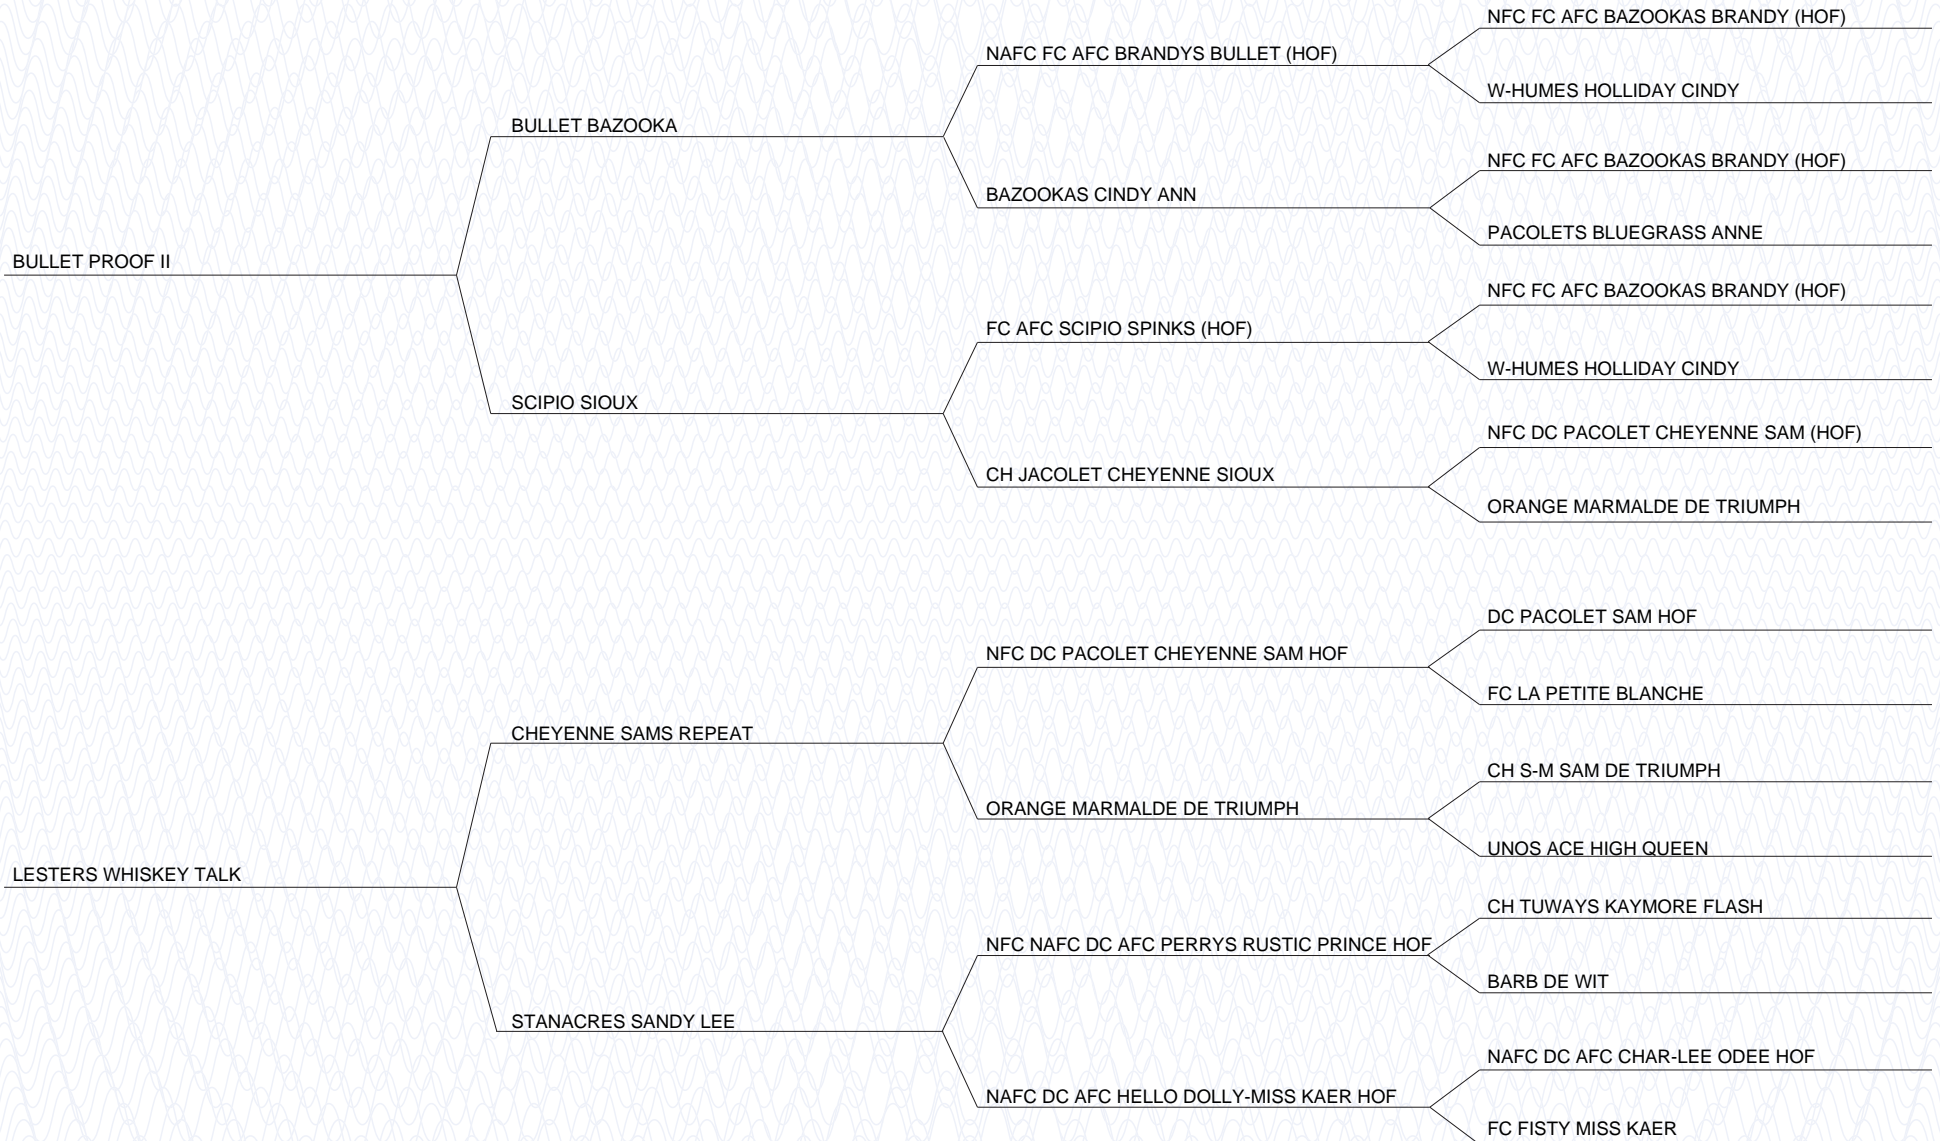 NFC FC AFC BAZOOKAS BRANDY (HOF)
NAFC FC AFC BRANDYS BULLET (HOF)
W-HUMES HOLLIDAY CINDY
BULLET BAZOOKA
NFC FC AFC BAZOOKAS BRANDY (HOF)
BAZOOKAS CINDY ANN
PACOLETS BLUEGRASS ANNE
BULLET PROOF II
NFC FC AFC BAZOOKAS BRANDY (HOF)
FC AFC SCIPIO SPINKS (HOF)
W-HUMES HOLLIDAY CINDY
SCIPIO SIOUX
NFC DC PACOLET CHEYENNE SAM (HOF)
CH JACOLET CHEYENNE SIOUX
ORANGE MARMALDE DE TRIUMPH
DC PACOLET SAM HOF
NFC DC PACOLET CHEYENNE SAM HOF
FC LA PETITE BLANCHE
CHEYENNE SAMS REPEAT
CH S-M SAM DE TRIUMPH
ORANGE MARMALDE DE TRIUMPH
UNOS ACE HIGH QUEEN
LESTERS WHISKEY TALK
CH TUWAYS KAYMORE FLASH
NFC NAFC DC AFC PERRYS RUSTIC PRINCE HOF
BARB DE WIT
STANACRES SANDY LEE
NAFC DC AFC CHAR-LEE ODEE HOF
NAFC DC AFC HELLO DOLLY-MISS KAER HOF
FC FISTY MISS KAER